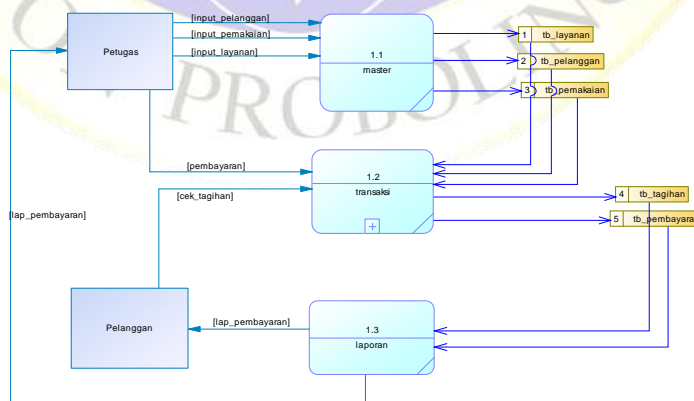 [input_pelanggan]
[input_pemakaian]
[input_layanan]
Petugas
1.1
master
1 tb_layanan
2 tb_pelanggan
3 tb_pemakaian
PROBOLIN
[pembayaran]
[cek_tagihan]
1.2
transaksi
4 tb_tagihan
5 tb_pembayara
[lap_pembayaran]
Pelanggan
[lap_pembayaran]
1.3
laporan